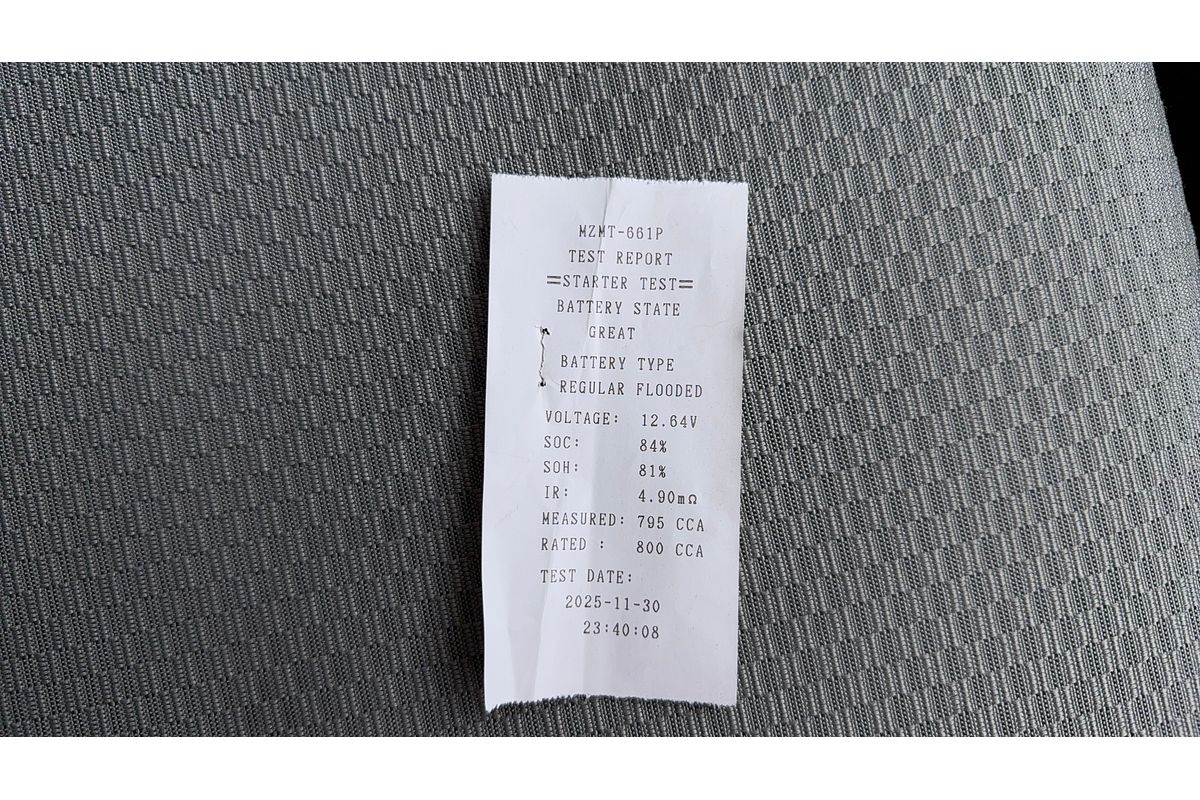 MZMT-661P
TEST REPORT
=STARTER TEST=
BATTERY STATE
GREAT
BATTERY TYPE
REGULAR FLOODED
VOLTAGE: 12.64V
SOC: 84%
SOH: 81%
IR: 4.90mΩ
MEASURED: 795 CCA
RATED : 800 CCA
TEST DATE:
2025-11-30
23:40:08